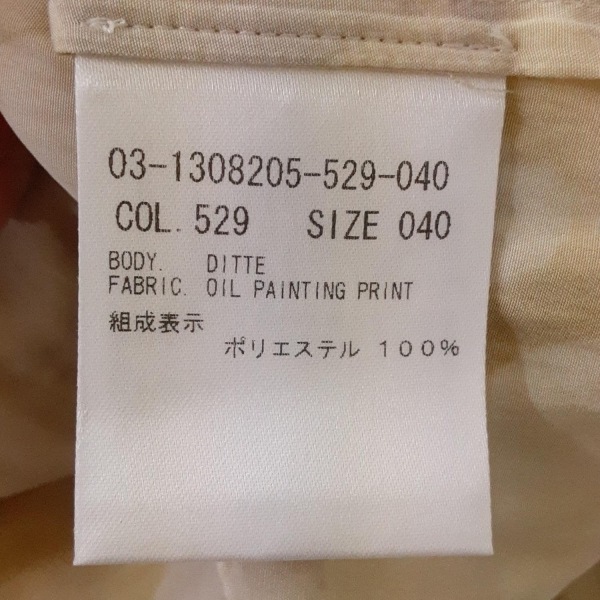 03-1308205-529-040
COL. 529 SIZE 040
BODY. DITTE
FABRIC. OIL PAINTING PRINT
組成表示
ポリエステル 100%